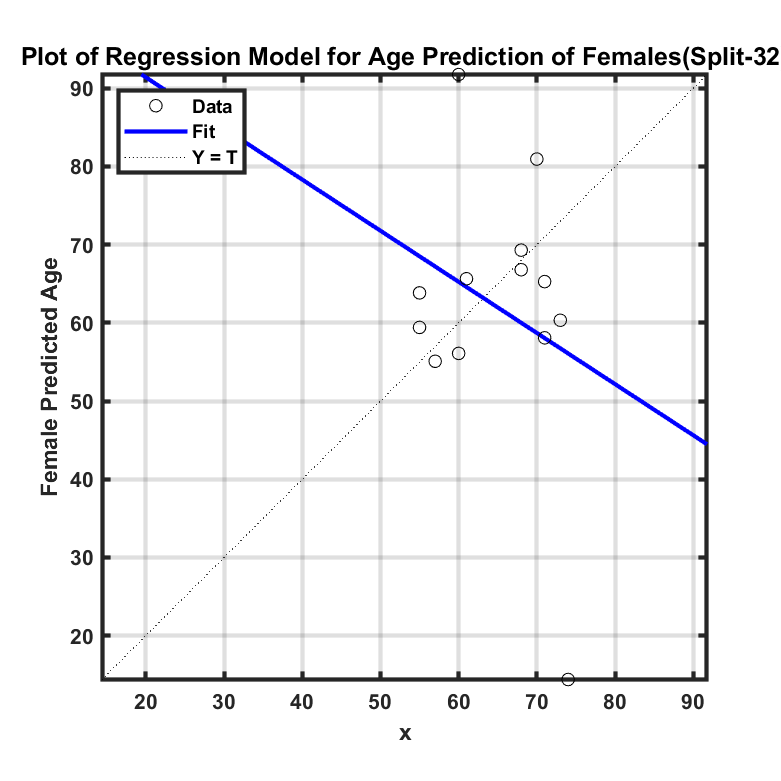 Plot of Regression Model for Age Prediction of Females(Split-32
Data
Fit
Y = T
90
80
70
60
50
40
30
20
Female Predicted Age
20 30 40 50 60 70 80 90
x